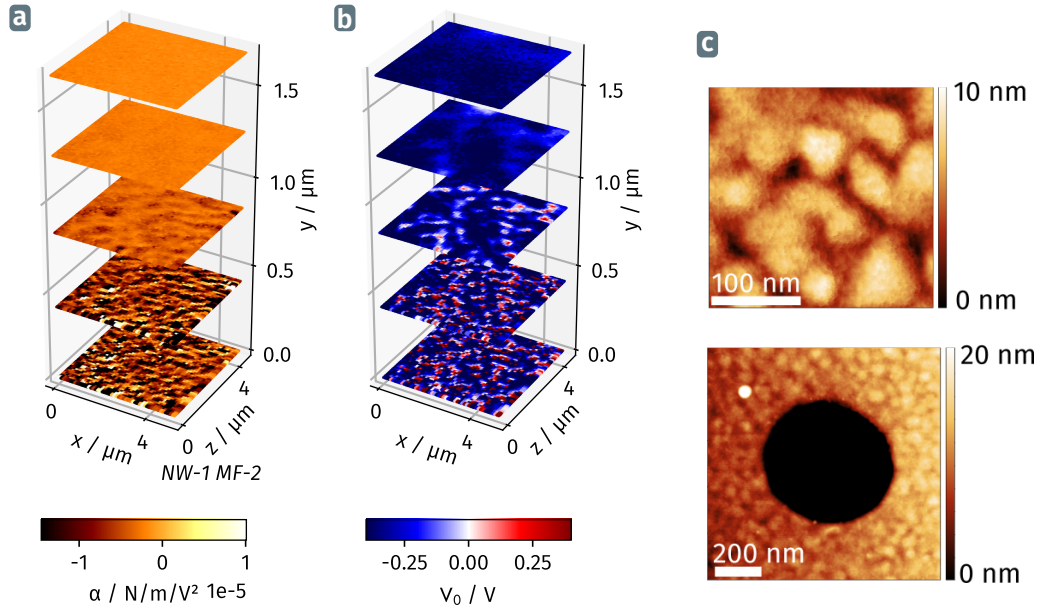 a
b
c
1.5
1.0
0.5
0.0
y / μm
0
4
x / μm
0
4
z / μm
NW-1 MF-2
1.5
1.0
0.5
0.0
y / μm
0
4
x / μm
0
4
z / μm
-1
0
1
α / N/m/V² 1e-5
-0.25
0.00
0.25
V₀ / V
10 nm
100 nm
0 nm
20 nm
200 nm
0 nm